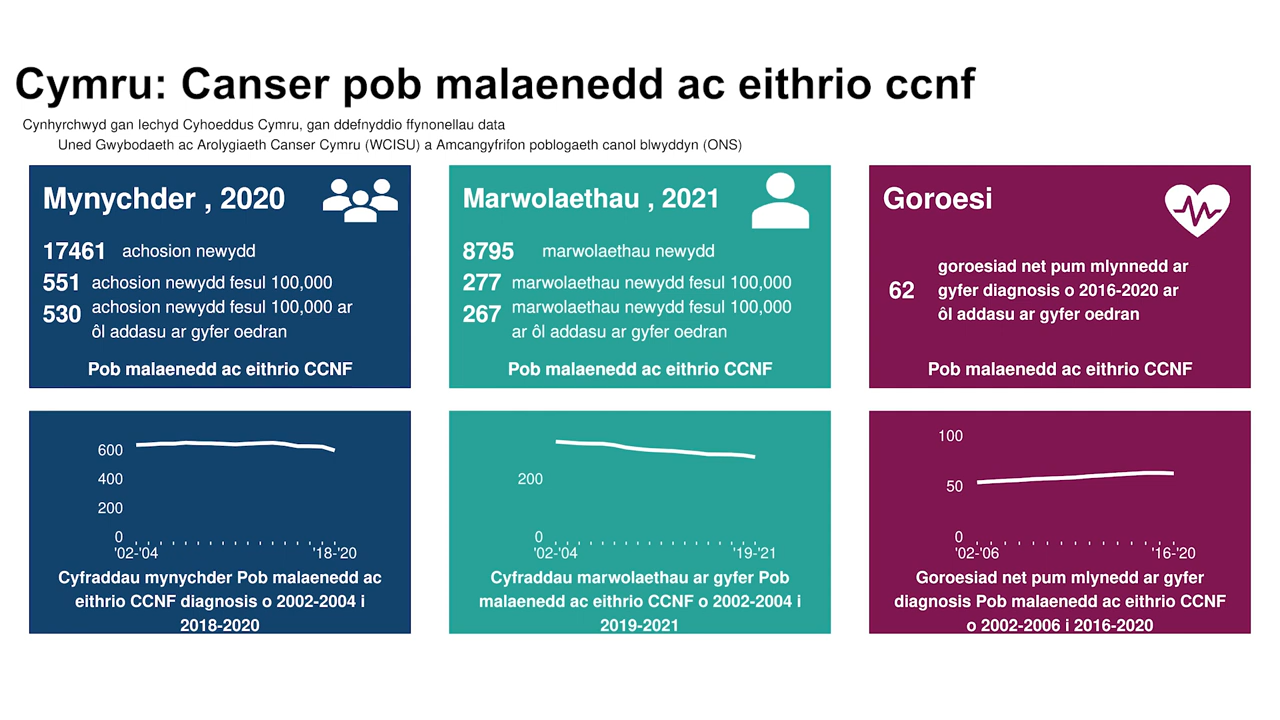 Cymru: Canser pob malaenedd ac eithrio ccnf
Cynhyrchwyd gan Iechyd Cyhoeddus Cymru, gan ddefnyddio ffynonellau data
Uned Gwybodaeth ac Arolygiaeth Canser Cymru (WCISU) a Amcangyfrifon poblogaeth canol blwyddyn (ONS)
Mynychder , 2020
17461 achosion newydd
551 achosion newydd fesul 100,000
530 achosion newydd fesul 100,000 ar
ôl addasu ar gyfer oedran
Pob malaenedd ac eithrio CCNF
Marwolaethau , 2021
8795 marwolaethau newydd
277 marwolaethau newydd fesul 100,000
267 marwolaethau newydd fesul 100,000
ar ôl addasu ar gyfer oedran
Pob malaenedd ac eithrio CCNF
Goroesi
goroesiad net pum mlynnedd ar
62 gyfer diagnosis o 2016-2020 ar
ôl addasu ar gyfer oedran
Pob malaenedd ac eithrio CCNF
600
400
200
0
'02-'04 '18-'20
Cyfraddau mynychder Pob malaenedd ac
eithrio CCNF diagnosis o 2002-2004 i
2018-2020
200
0
'02-'04 '19-'21
Cyfraddau marwolaethau ar gyfer Pob
malaenedd ac eithrio CCNF o 2002-2004 i
2019-2021
100
50
0
'02-'06 '16-'20
Goroesiad net pum mlynedd ar gyfer
diagnosis Pob malaenedd ac eithrio CCNF
o 2002-2006 i 2016-2020